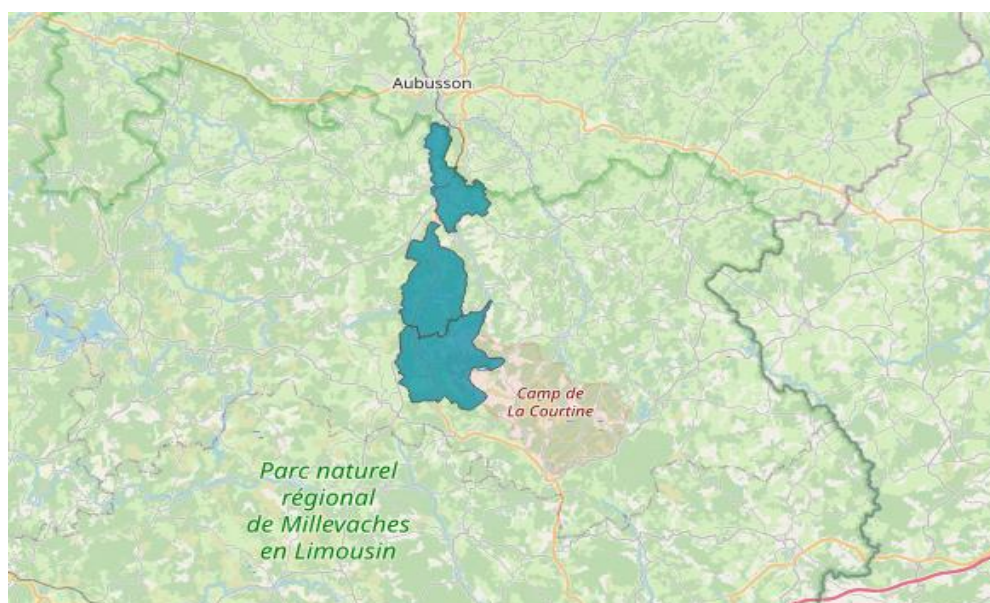 Aubusson
Camp de
La Courtine
Parc naturel
régional
de Millevaches
en Limousin